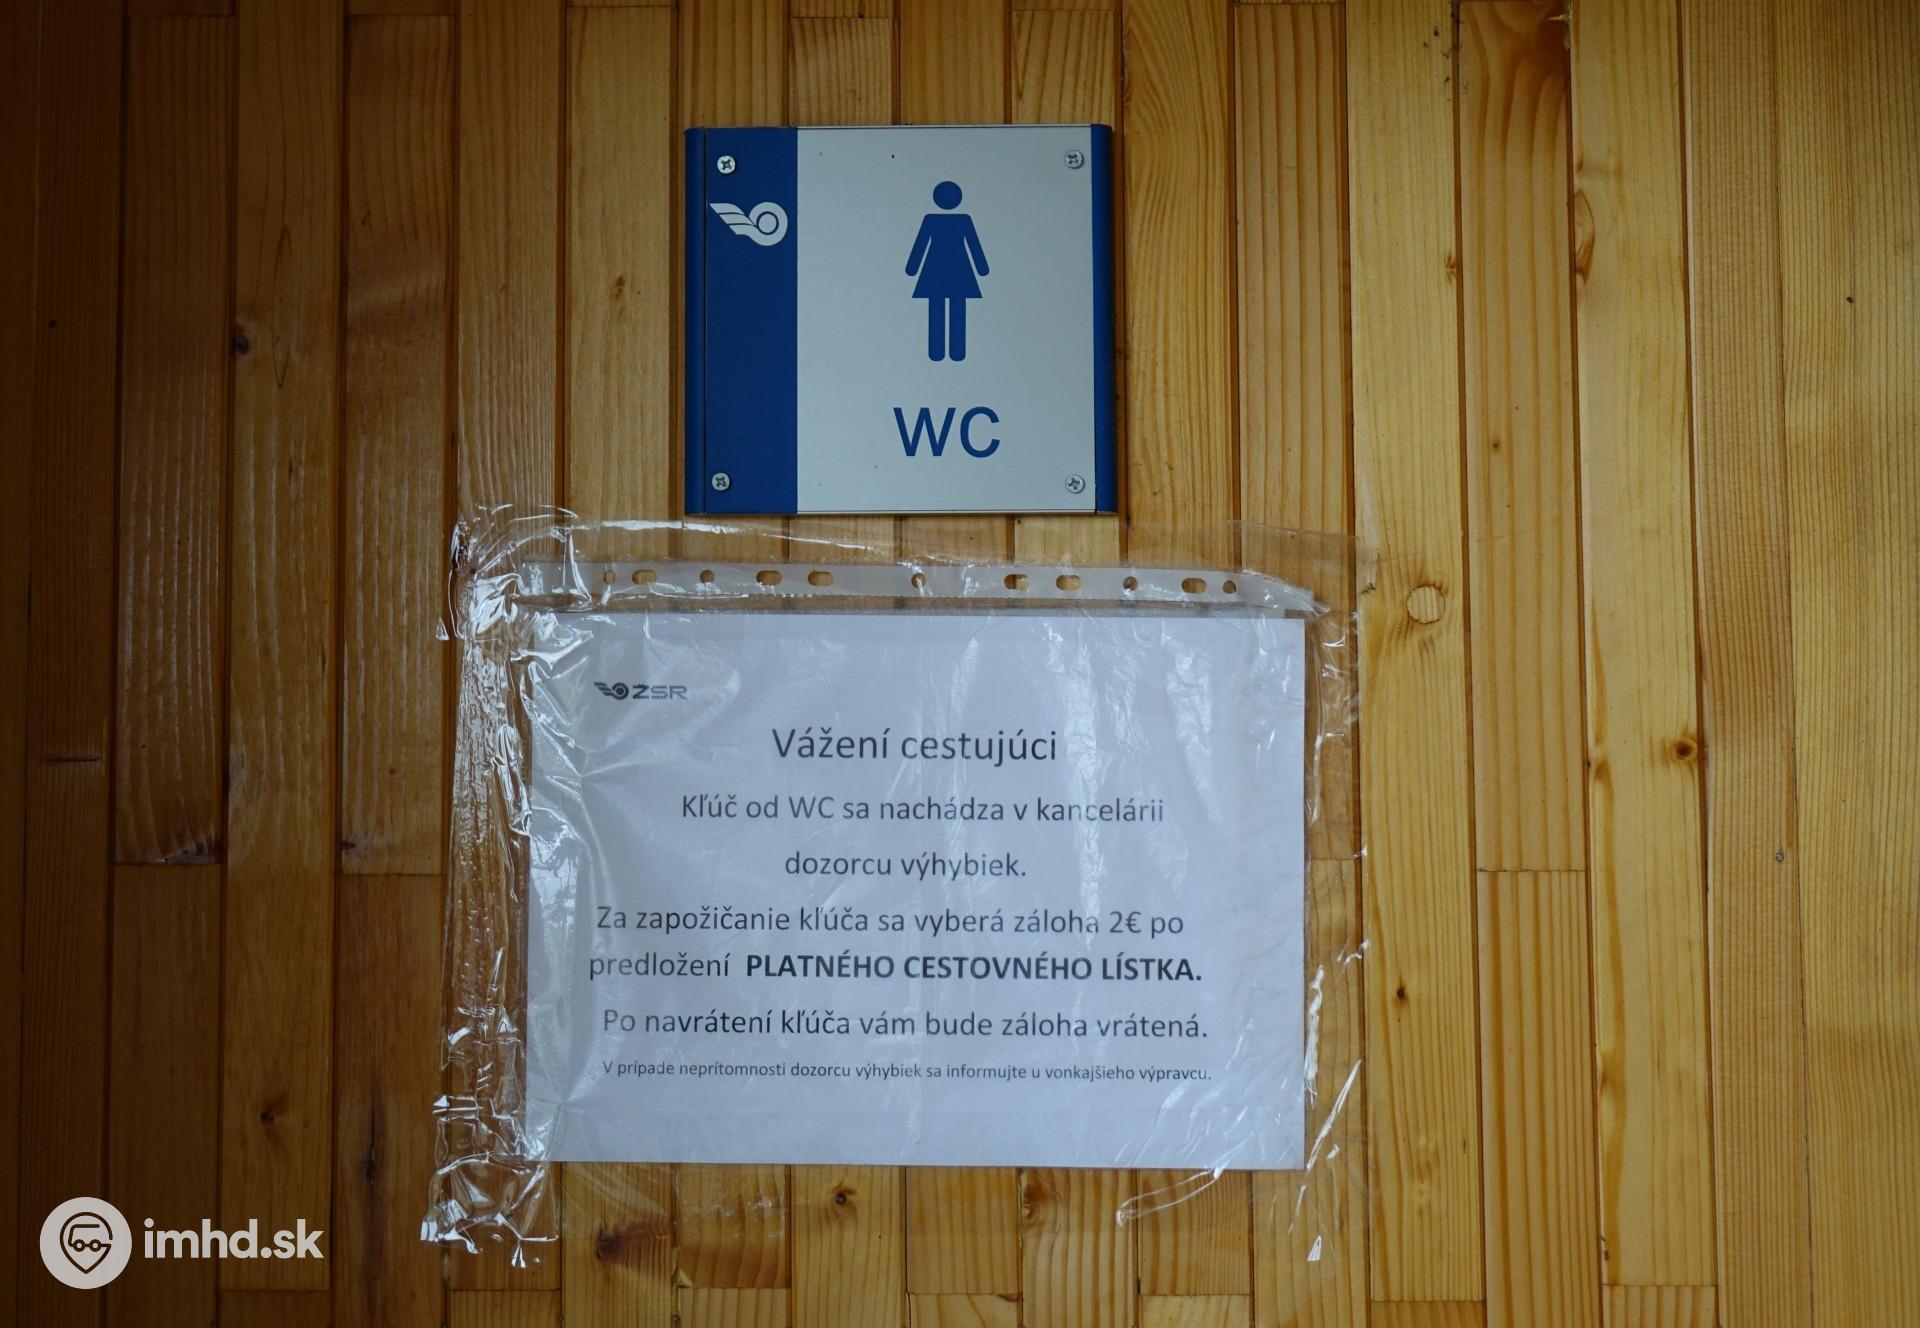 WC
ŽSR
Vážení cestujúci
Kľúč od WC sa nachádza v kancelárii
dozorcu výhybiek.
Za zapožičanie kľúča sa vyberá záloha 2€ po
predložení PLATNÉHO CESTOVNÉHO LÍSTKA.
Po navrátení kľúča vám bude záloha vrátená.
V prípade neprítomnosti dozorcu výhybiek sa informujte u vonkajšieho výpravcu.
imhd.sk